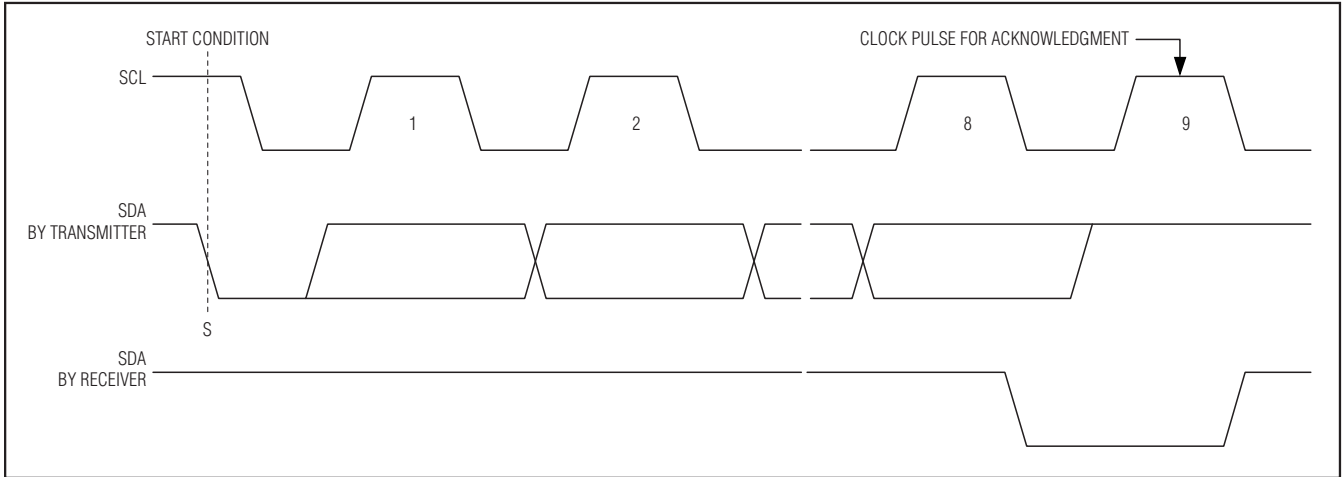 START CONDITION
CLOCK PULSE FOR ACKNOWLEDGMENT
SCL
1
2
8
9
SDA
BY TRANSMITTER
S
SDA
BY RECEIVER